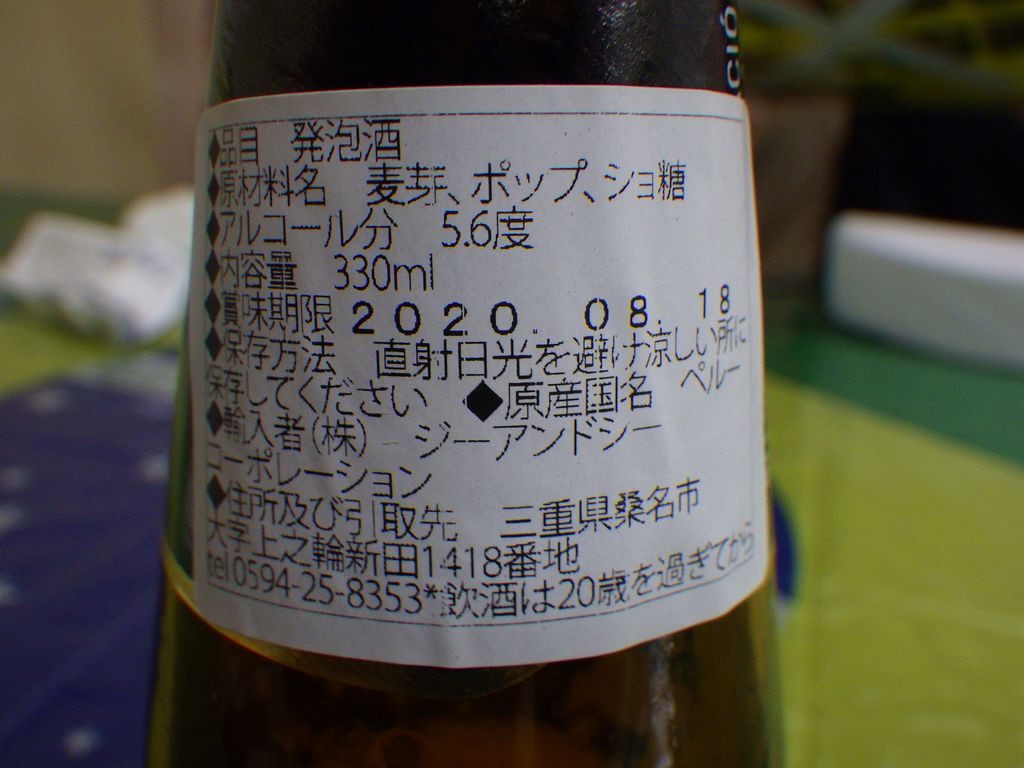 CIÓ
◆品目 発泡酒
◆原材料名 麦芽、ポップ、ショ糖
◆アルコール分 5.6度
◆内容量 330ml
◆賞味期限 2020. 08. 18
◆保存方法 直射日光を避け涼しい所に
保存してください ◆原産国名 ペルー
◆輸入者(株) ジーアンドシー
コーポレーション
◆住所及び引取先 三重県桑名市
大字上之輪新田1418番地
tel 0594-25-8353*飲酒は20歳を過ぎてから